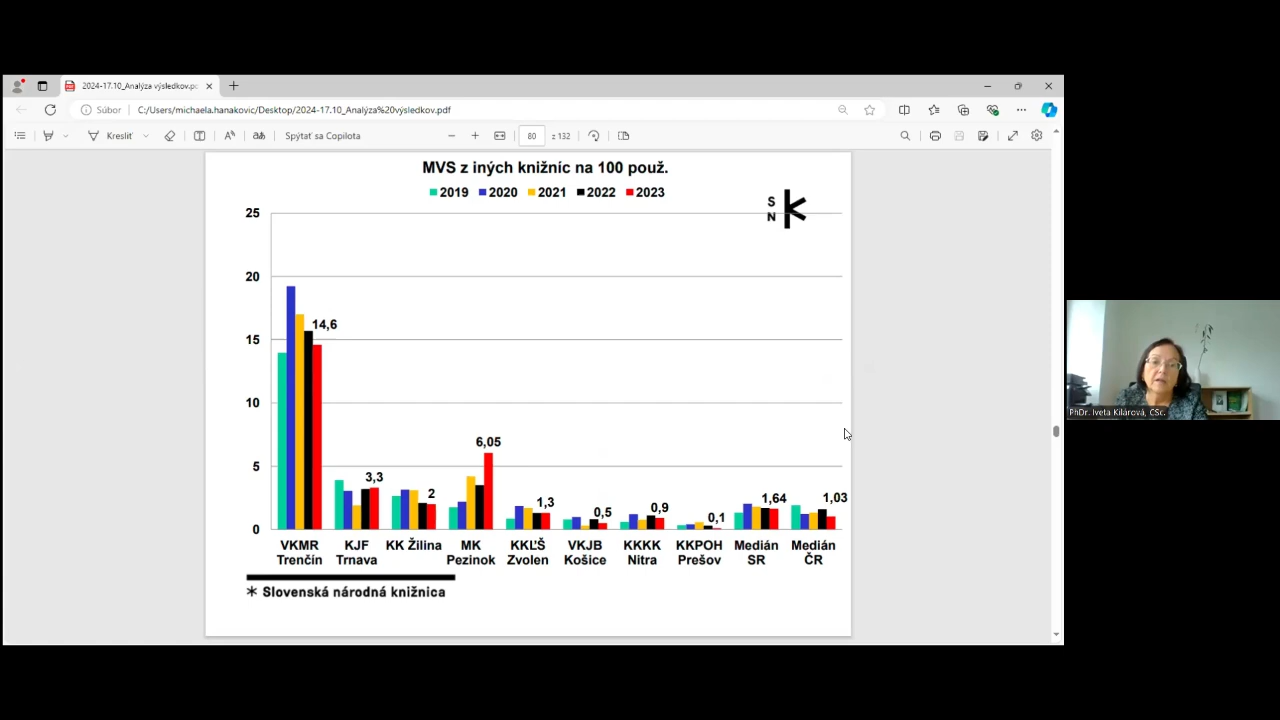 2024-17.10_Analýza výsledkov.pd
Súbor C:/Users/michaela.hanakovic/Desktop/2024-17.10_Analýza%20výsledkov.pdf
Kresliť Spýtať sa Copilota 80 z 132
MVS z iných knižníc na 100 použ.
2019 2020 2021 2022 2023
S
N
25
20
15
10
5
0
14,6
3,3
2
6,05
1,3
0,5
0,9
0,1
1,64
1,03
VKMR Trenčín
KJF Trnava
KK Žilina
MK Pezinok
KKĽŠ Zvolen
VKJB Košice
KKKK Nitra
KKPOH Prešov
Medián SR
Medián ČR
* Slovenská národná knižnica
PhDr. Iveta Kilárová, CSc.